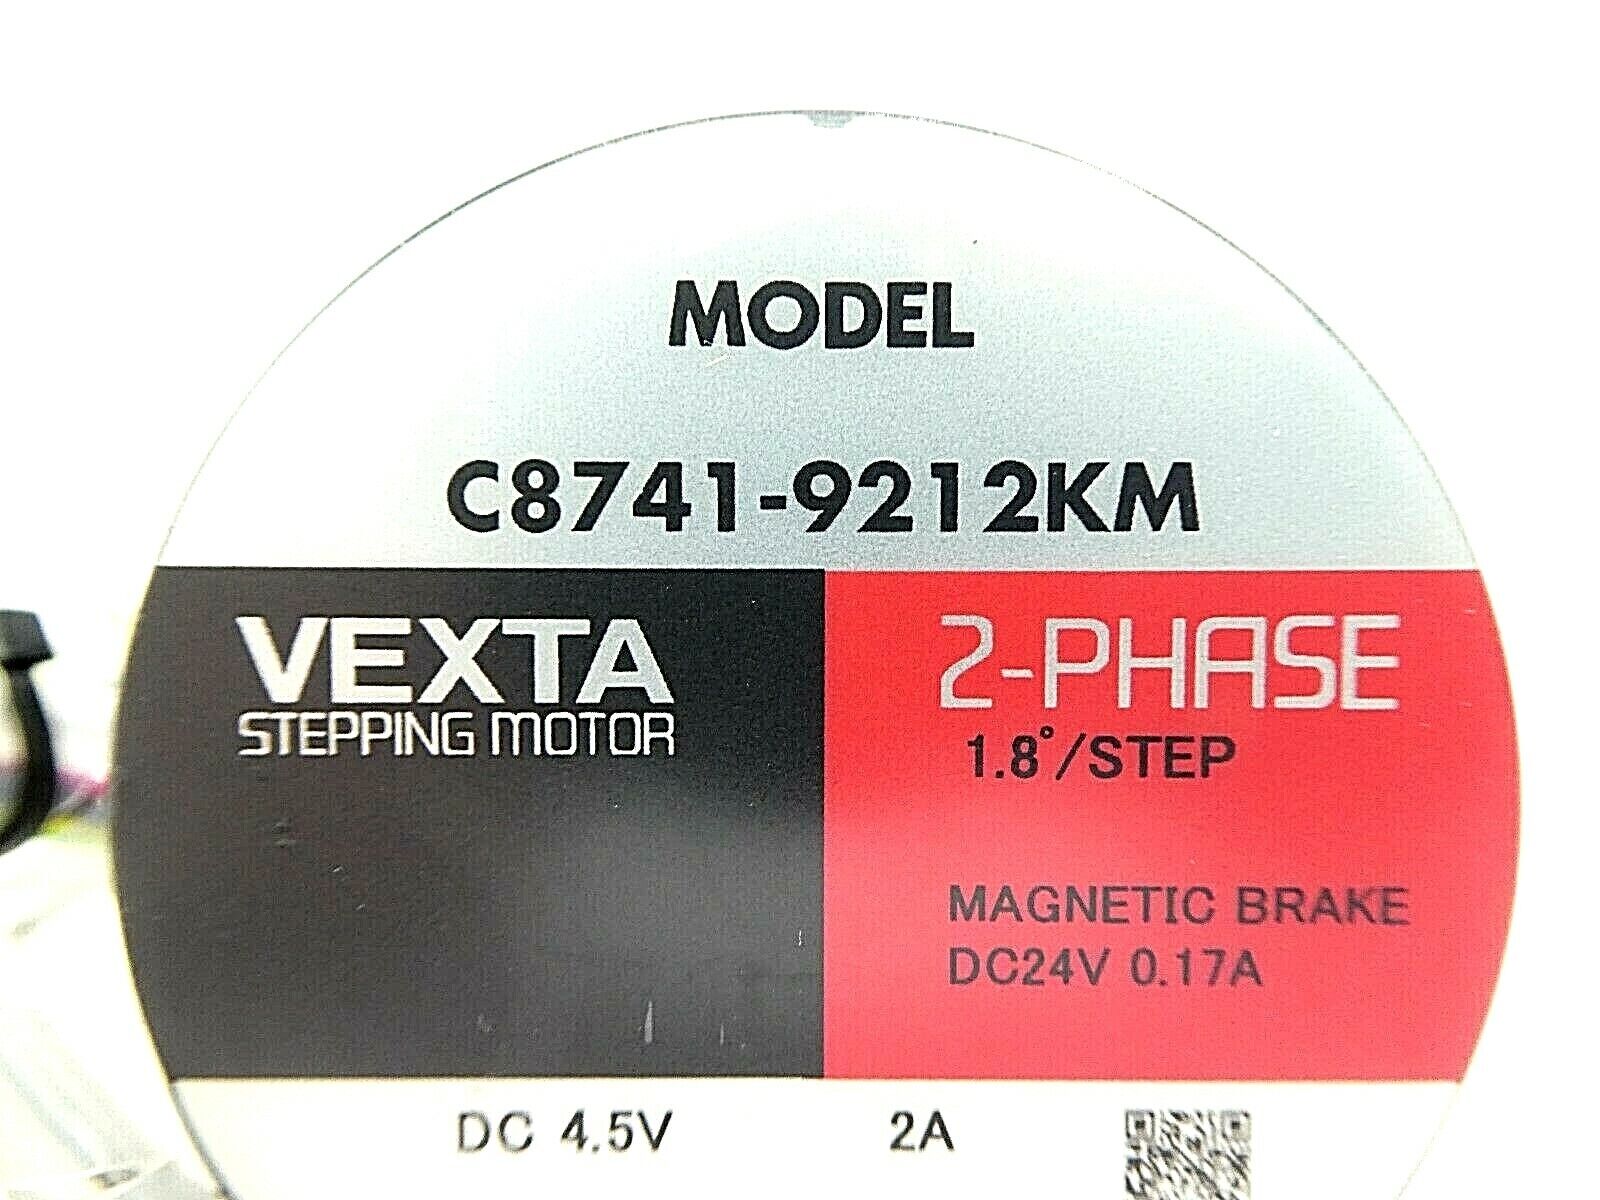 MODEL
C8741-9212KM
VEXTA
STEPPING MOTOR
2-PHASE
1.8°/STEP
MAGNETIC BRAKE
DC24V 0.17A
DC 4.5V 2A